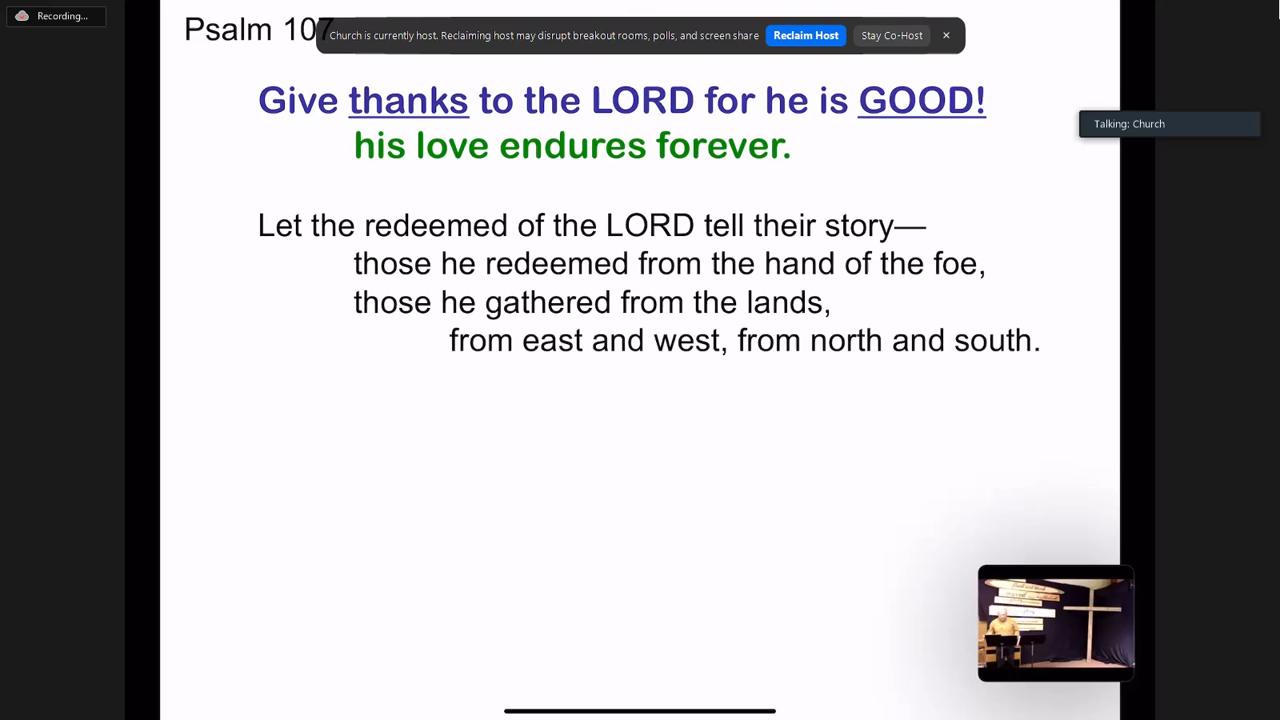 Recording...
Psalm 107
Church is currently host. Reclaiming host may disrupt breakout rooms, polls, and screen share Reclaim Host Stay Co-Host ×
Give thanks to the LORD for he is GOOD!
Talking: Church
his love endures forever.
Let the redeemed of the LORD tell their story—
those he redeemed from the hand of the foe,
those he gathered from the lands,
from east and west, from north and south.